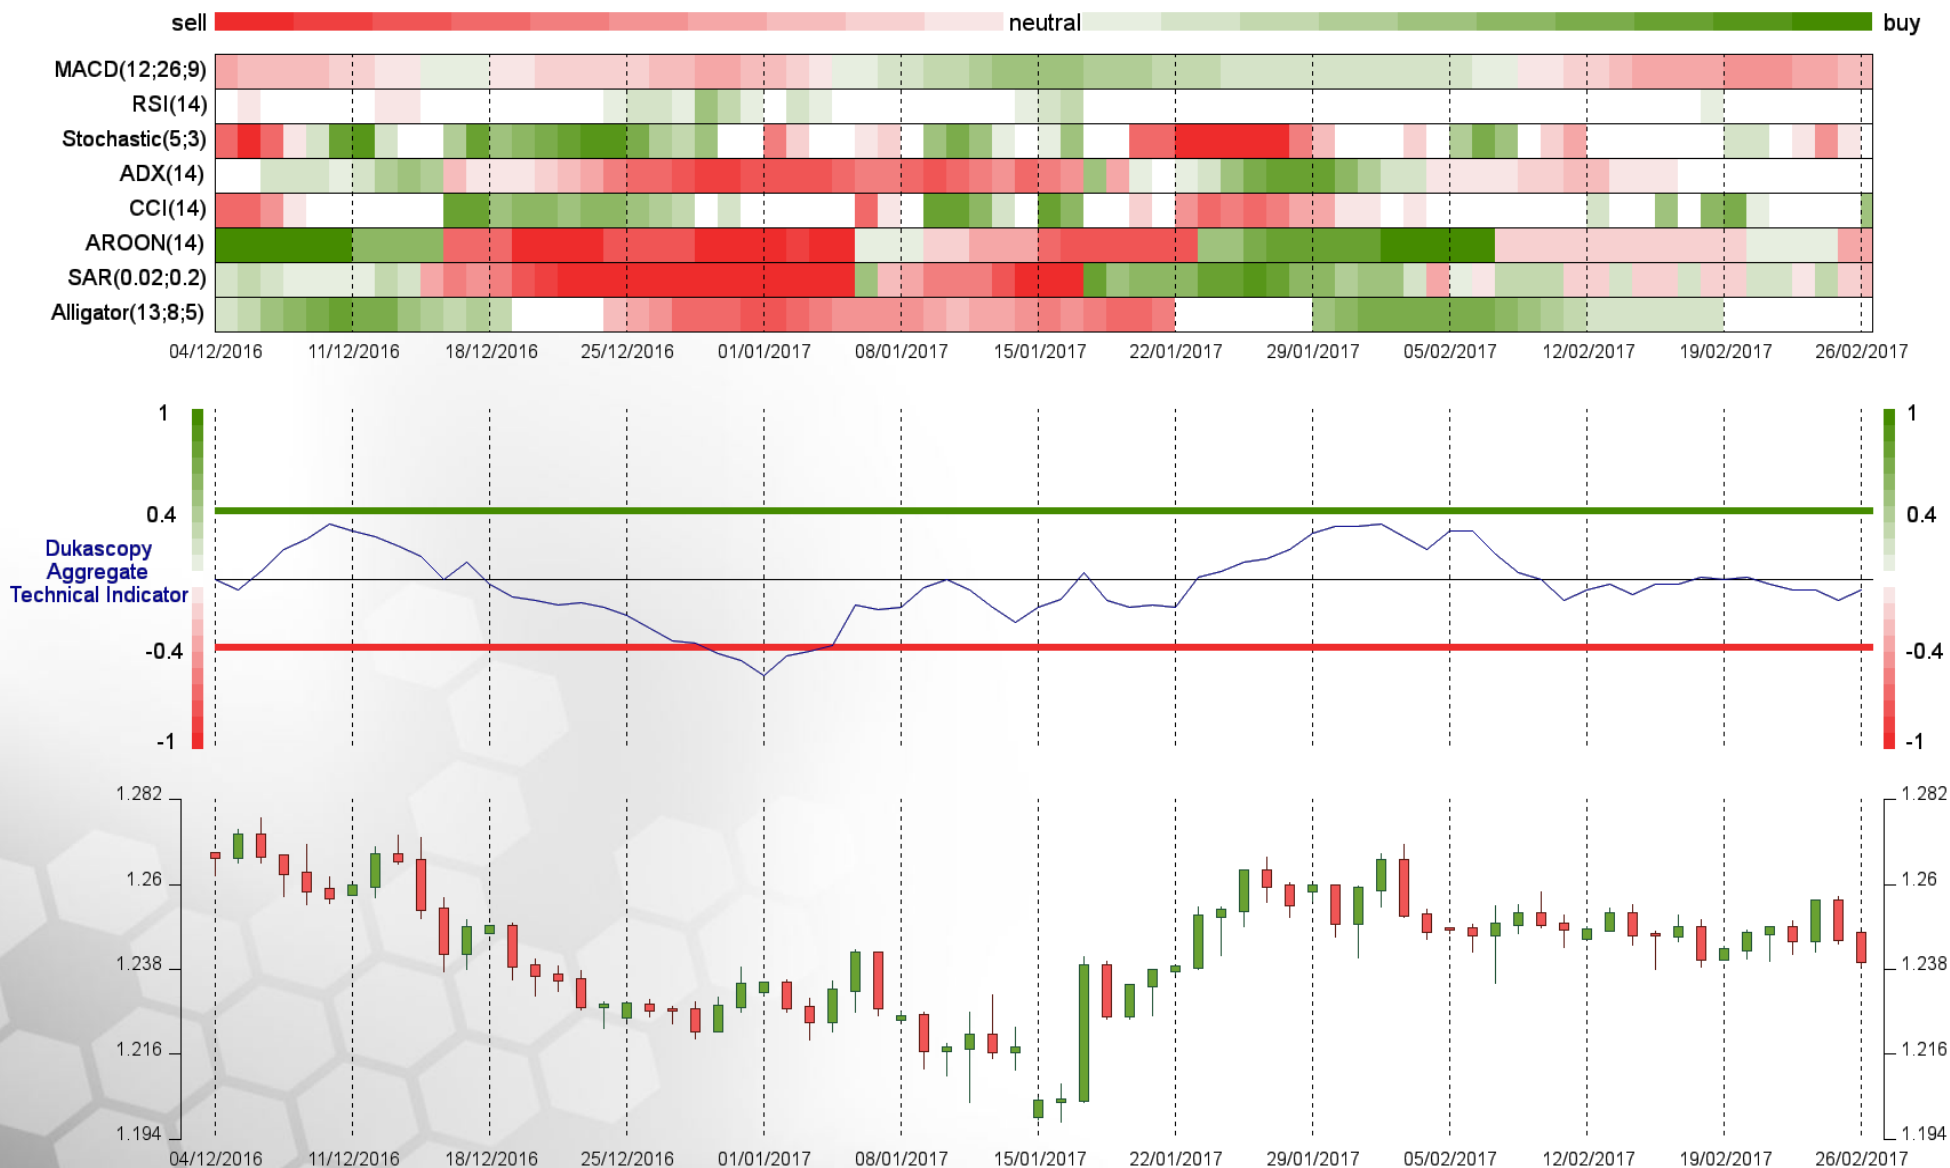 sell neutral buy
MACD(12;26;9)
RSI(14)
Stochastic(5;3)
ADX(14)
CCI(14)
AROON(14)
SAR(0.02;0.2)
Alligator(13;8;5)
04/12/2016 11/12/2016 18/12/2016 25/12/2016 01/01/2017 08/01/2017 15/01/2017 22/01/2017 29/01/2017 05/02/2017 12/02/2017 19/02/2017 26/02/2017
1 1
0.4 0.4
Dukascopy
Aggregate
Technical Indicator
-0.4 -0.4
-1 -1
1.282 1.282
1.26 1.26
1.238 1.238
1.216 1.216
1.194 1.194
04/12/2016 11/12/2016 18/12/2016 25/12/2016 01/01/2017 08/01/2017 15/01/2017 22/01/2017 29/01/2017 05/02/2017 12/02/2017 19/02/2017 26/02/2017